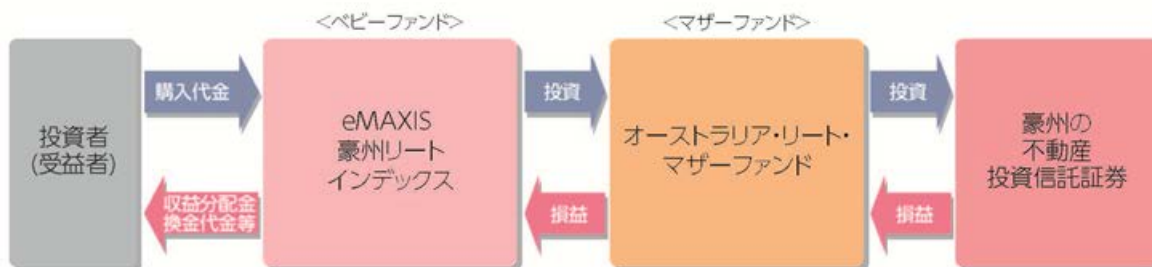 <ベビーファンド>
<マザーファンド>
投資者
(受益者)
購入代金
収益分配金
換金代金等
eMAXIS
豪州リート
インデックス
投資
損益
オーストラリア・リート・
マザーファンド
投資
損益
豪州の
不動産
投資信託証券